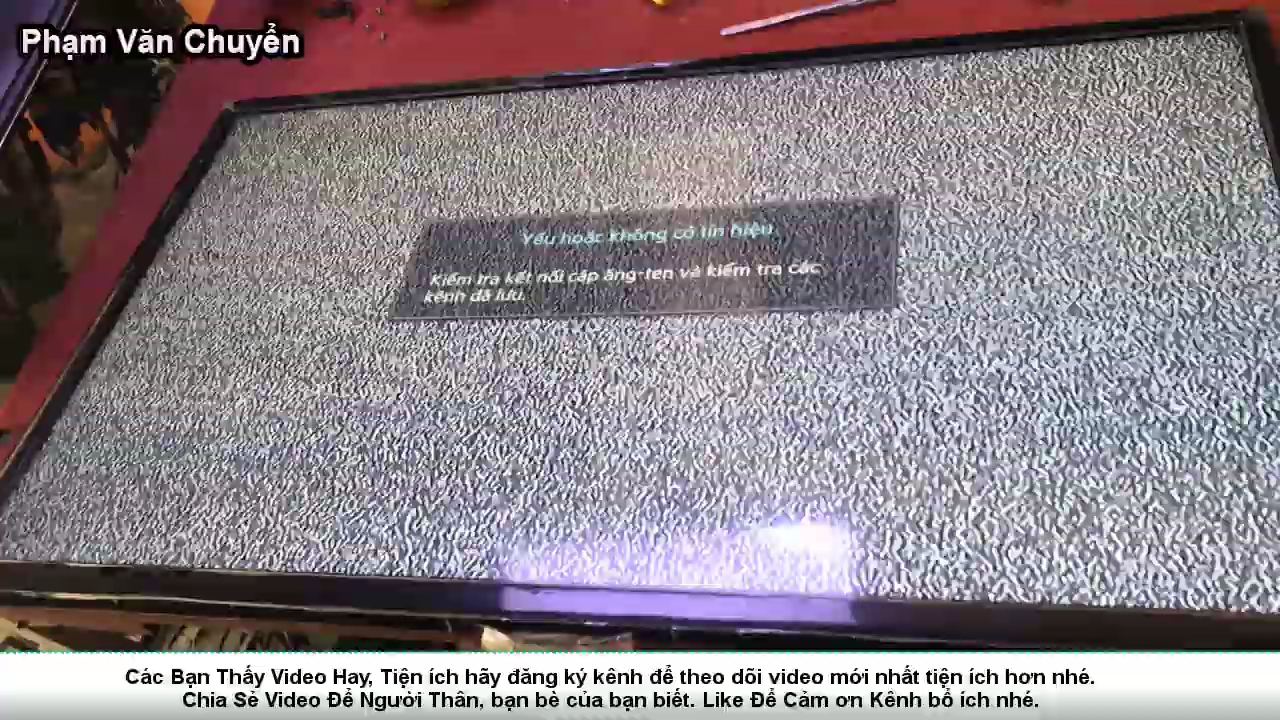 Phạm Văn Chuyển
Yếu hoặc không có tín hiệu
Kiểm tra kết nối cáp ăng-ten và kiểm tra các
kênh đã lưu.
Các Bạn Thấy Video Hay, Tiện ích hãy đăng ký kênh để theo dõi video mới nhất tiện ích hơn nhé.
Chia Sẻ Video Để Người Thân, bạn bè của bạn biết. Like Để Cảm ơn Kênh bổ ích nhé.